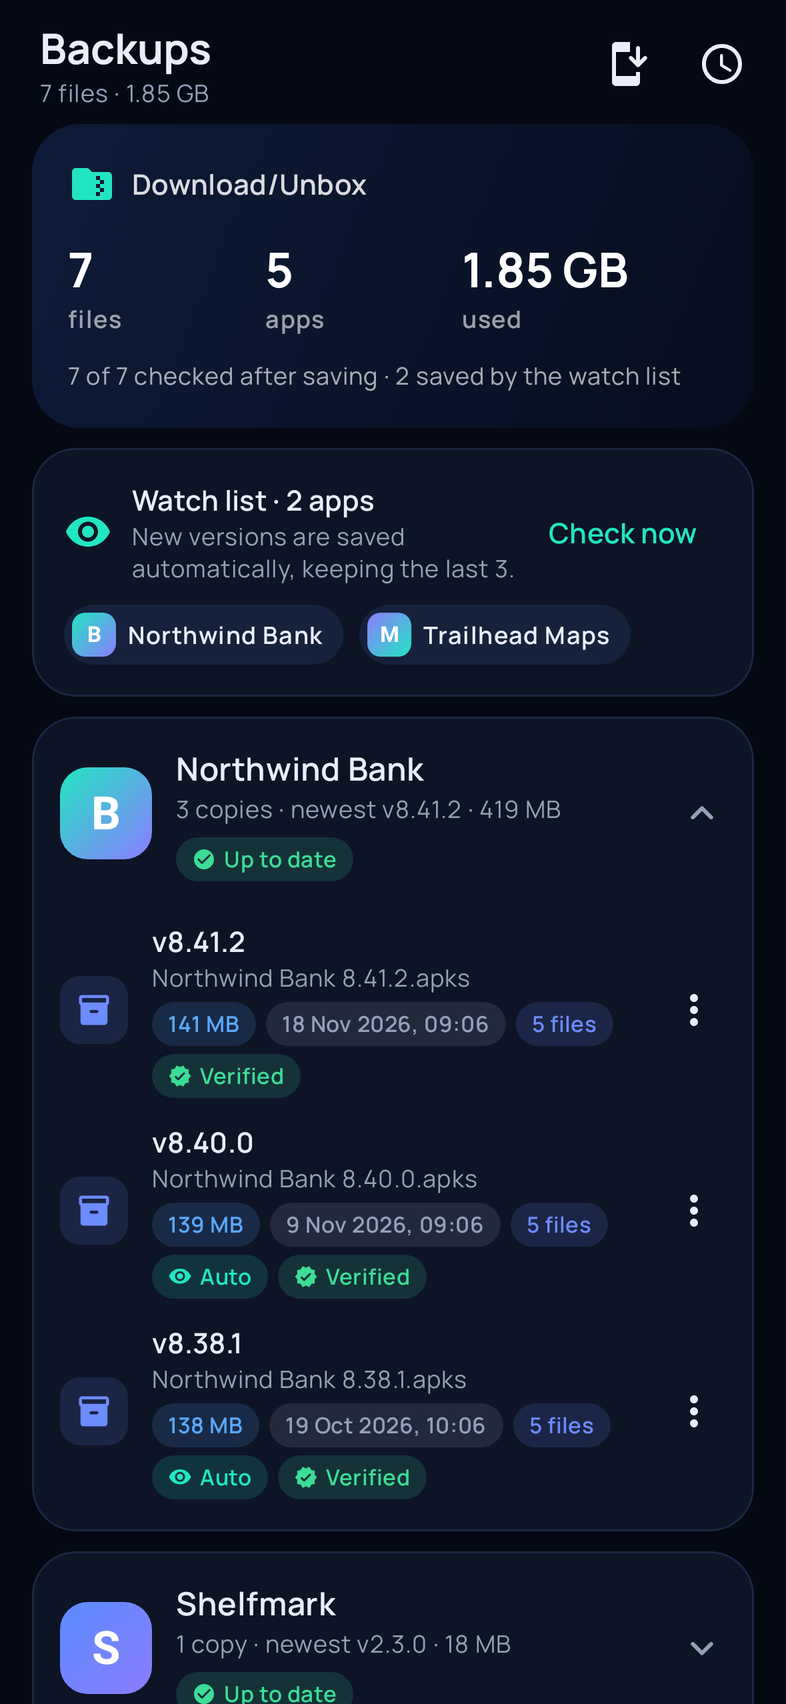 Backups
7 files · 1.85 GB
Download/Unbox
7 5 1.85 GB
files apps used
7 of 7 checked after saving · 2 saved by the watch list
Watch list · 2 apps
New versions are saved
automatically, keeping the last 3.
Check now
B Northwind Bank M Trailhead Maps
B
Northwind Bank
3 copies · newest v8.41.2 · 419 MB
Up to date
v8.41.2
Northwind Bank 8.41.2.apks
141 MB 18 Nov 2026, 09:06 5 files
Verified
v8.40.0
Northwind Bank 8.40.0.apks
139 MB 9 Nov 2026, 09:06 5 files
Auto Verified
v8.38.1
Northwind Bank 8.38.1.apks
138 MB 19 Oct 2026, 10:06 5 files
Auto Verified
S
Shelfmark
1 copy · newest v2.3.0 · 18 MB
Up to date